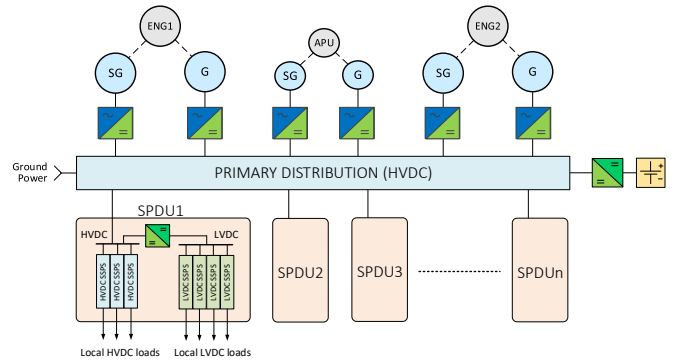 ENG1
APU
ENG2
SG
G
SG
G
SG
G
Ground
Power
PRIMARY DISTRIBUTION (HVDC)
SPDU1
HVDC
LVDC
HVDC SSPS
HVDC SSPS
HVDC SSPS
LVDC SSPS
LVDC SSPS
LVDC SSPS
LVDC SSPS
SPDU2
SPDU3
SPDUn
Local HVDC loads
Local LVDC loads